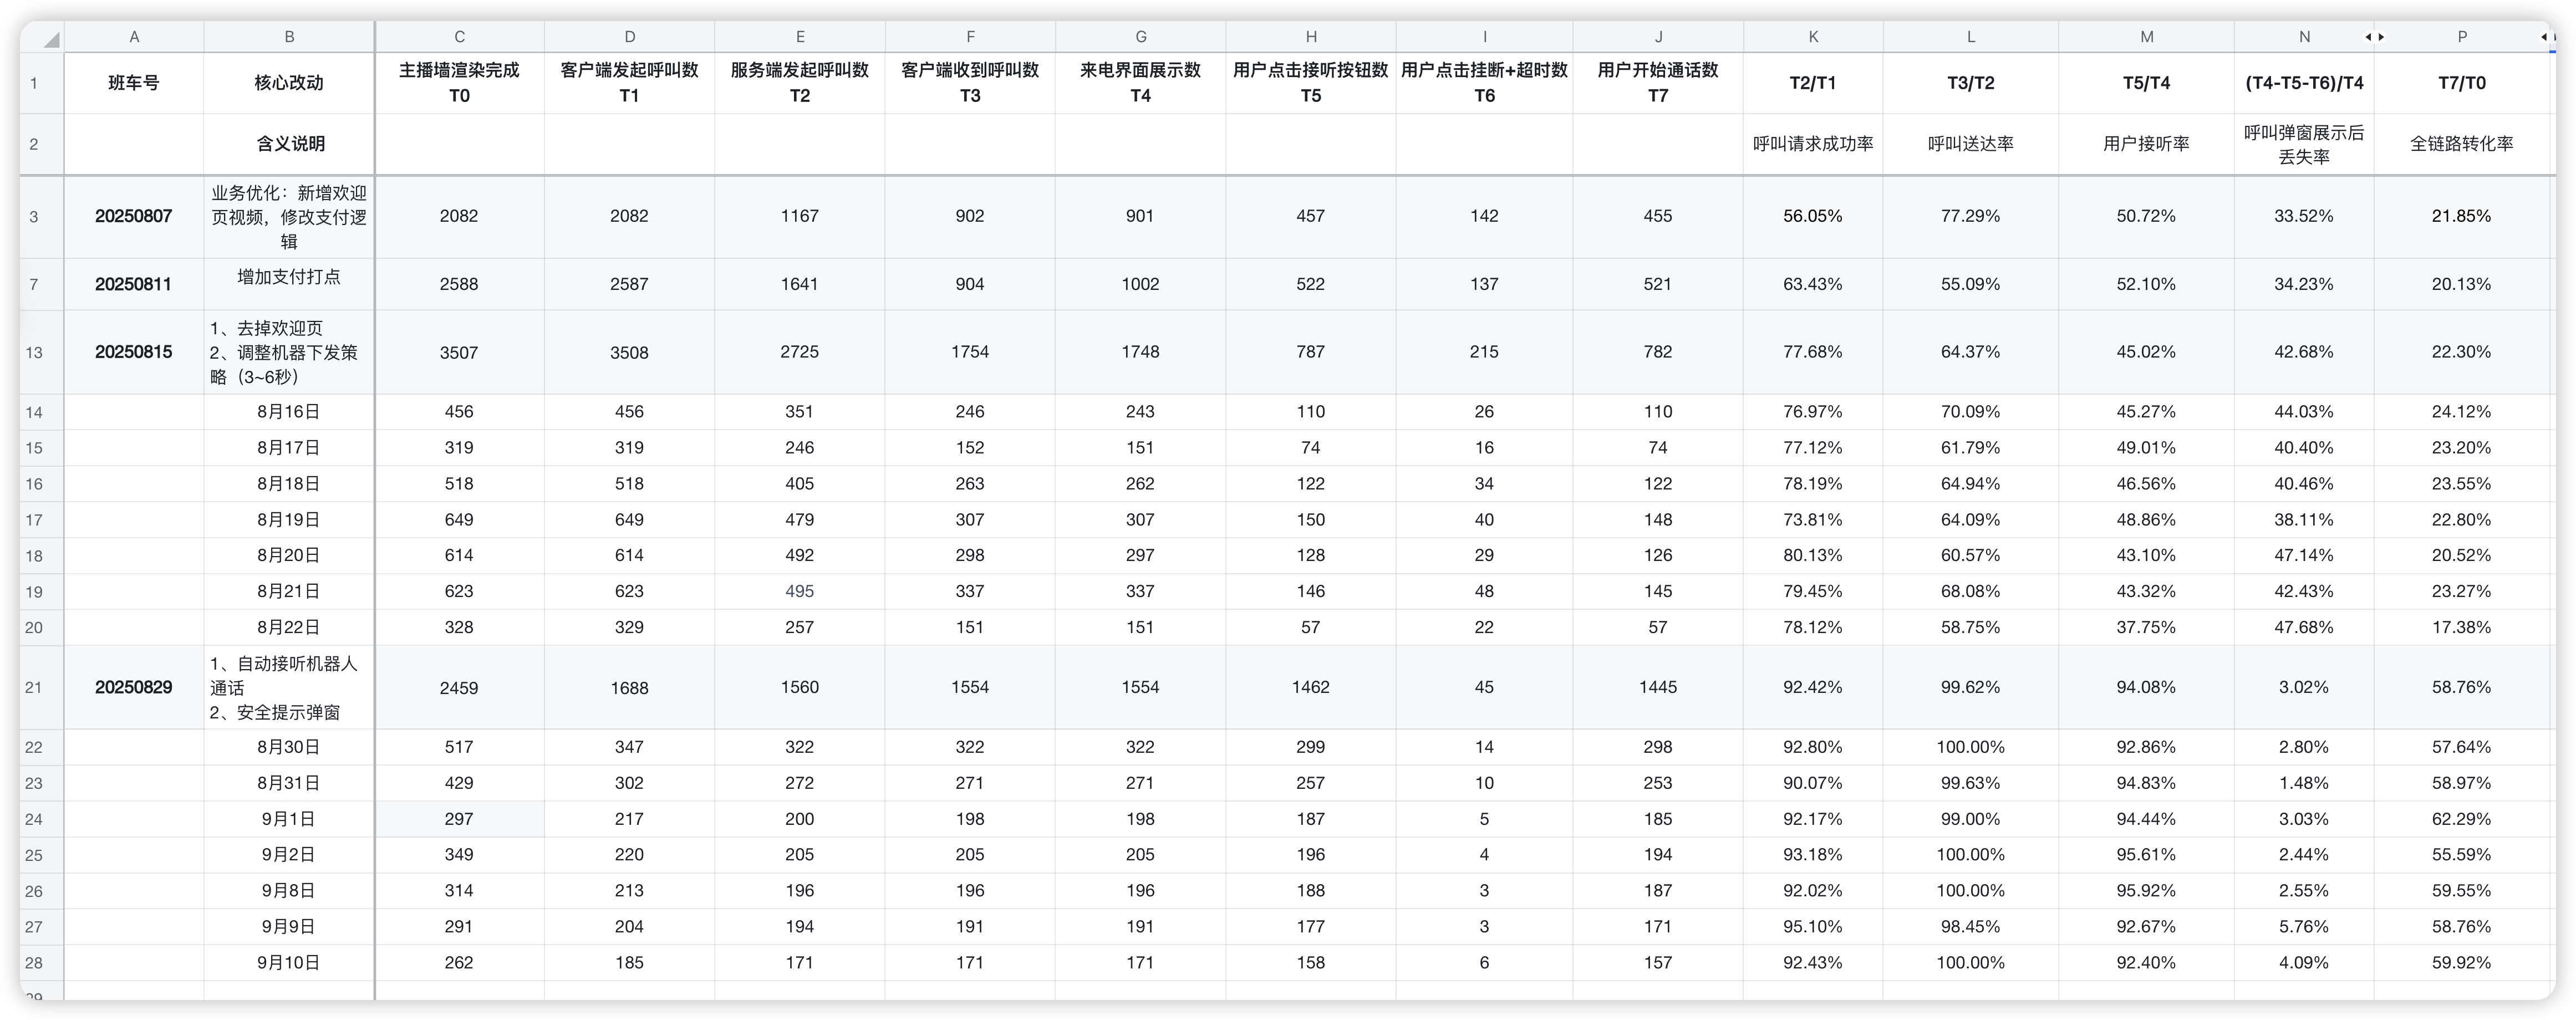 A B C D E F G H I J K L M N P
1 班车号 核心改动 主播墙渲染完成 T0 客户端发起呼叫数 T1 服务端发起呼叫数 T2 客户端收到呼叫数 T3 来电界面展示数 T4 用户点击接听按钮数 T5 用户点击挂断+超时数 T6 用户开始通话数 T7 T2/T1 T3/T2 T5/T4 (T4-T5-T6)/T4 T7/T0
2 含义说明 呼叫请求成功率 呼叫送达率 用户接听率 呼叫弹窗展示后丢失率 全链路转化率
3 20250807 业务优化：新增欢迎页视频，修改支付逻辑 2082 2082 1167 902 901 457 142 455 56.05% 77.29% 50.72% 33.52% 21.85%
7 20250811 增加支付打点 2588 2587 1641 904 1002 522 137 521 63.43% 55.09% 52.10% 34.23% 20.13%
13 20250815 1、去掉欢迎页 2、调整机器下发策略（3~6秒） 3507 3508 2725 1754 1748 787 215 782 77.68% 64.37% 45.02% 42.68% 22.30%
14 8月16日 456 456 351 246 243 110 26 110 76.97% 70.09% 45.27% 44.03% 24.12%
15 8月17日 319 319 246 152 151 74 16 74 77.12% 61.79% 49.01% 40.40% 23.20%
16 8月18日 518 518 405 263 262 122 34 122 78.19% 64.94% 46.56% 40.46% 23.55%
17 8月19日 649 649 479 307 307 150 40 148 73.81% 64.09% 48.86% 38.11% 22.80%
18 8月20日 614 614 492 298 297 128 29 126 80.13% 60.57% 43.10% 47.14% 20.52%
19 8月21日 623 623 495 337 337 146 48 145 79.45% 68.08% 43.32% 42.43% 23.27%
20 8月22日 328 329 257 151 151 57 22 57 78.12% 58.75% 37.75% 47.68% 17.38%
21 20250829 1、自动接听机器人通话 2、安全提示弹窗 2459 1688 1560 1554 1554 1462 45 1445 92.42% 99.62% 94.08% 3.02% 58.76%
22 8月30日 517 347 322 322 322 299 14 298 92.80% 100.00% 92.86% 2.80% 57.64%
23 8月31日 429 302 272 271 271 257 10 253 90.07% 99.63% 94.83% 1.48% 58.97%
24 9月1日 297 217 200 198 198 187 5 185 92.17% 99.00% 94.44% 3.03% 62.29%
25 9月2日 349 220 205 205 205 196 4 194 93.18% 100.00% 95.61% 2.44% 55.59%
26 9月8日 314 213 196 196 196 188 3 187 92.02% 100.00% 95.92% 2.55% 59.55%
27 9月9日 291 204 194 191 191 177 3 171 95.10% 98.45% 92.67% 5.76% 58.76%
28 9月10日 262 185 171 171 171 158 6 157 92.43% 100.00% 92.40% 4.09% 59.92%
29